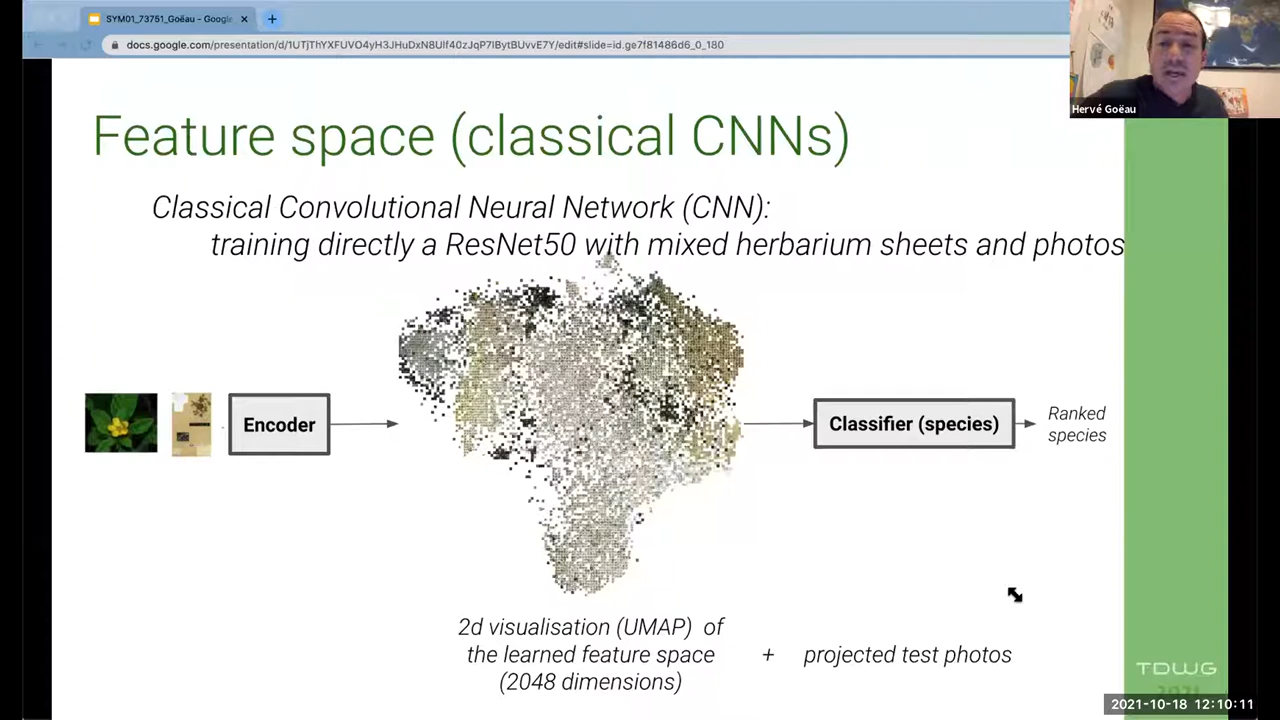 SYM01_73751_Goëau - Google
docs.google.com/presentation/d/1UTjThYXFUVO4yH3JHuDxN8Ulf40zJqP7lBytBUvvE7Y/edit#slide=id.ge7f81486d6_0_180
Hervé Goëau
Feature space (classical CNNs)
Classical Convolutional Neural Network (CNN):
training directly a ResNet50 with mixed herbarium sheets and photos
Encoder
Classifier (species)
Ranked
species
2d visualisation (UMAP) of
the learned feature space
(2048 dimensions)
+ projected test photos
TDWG
2021
2021-10-18 12:10:11